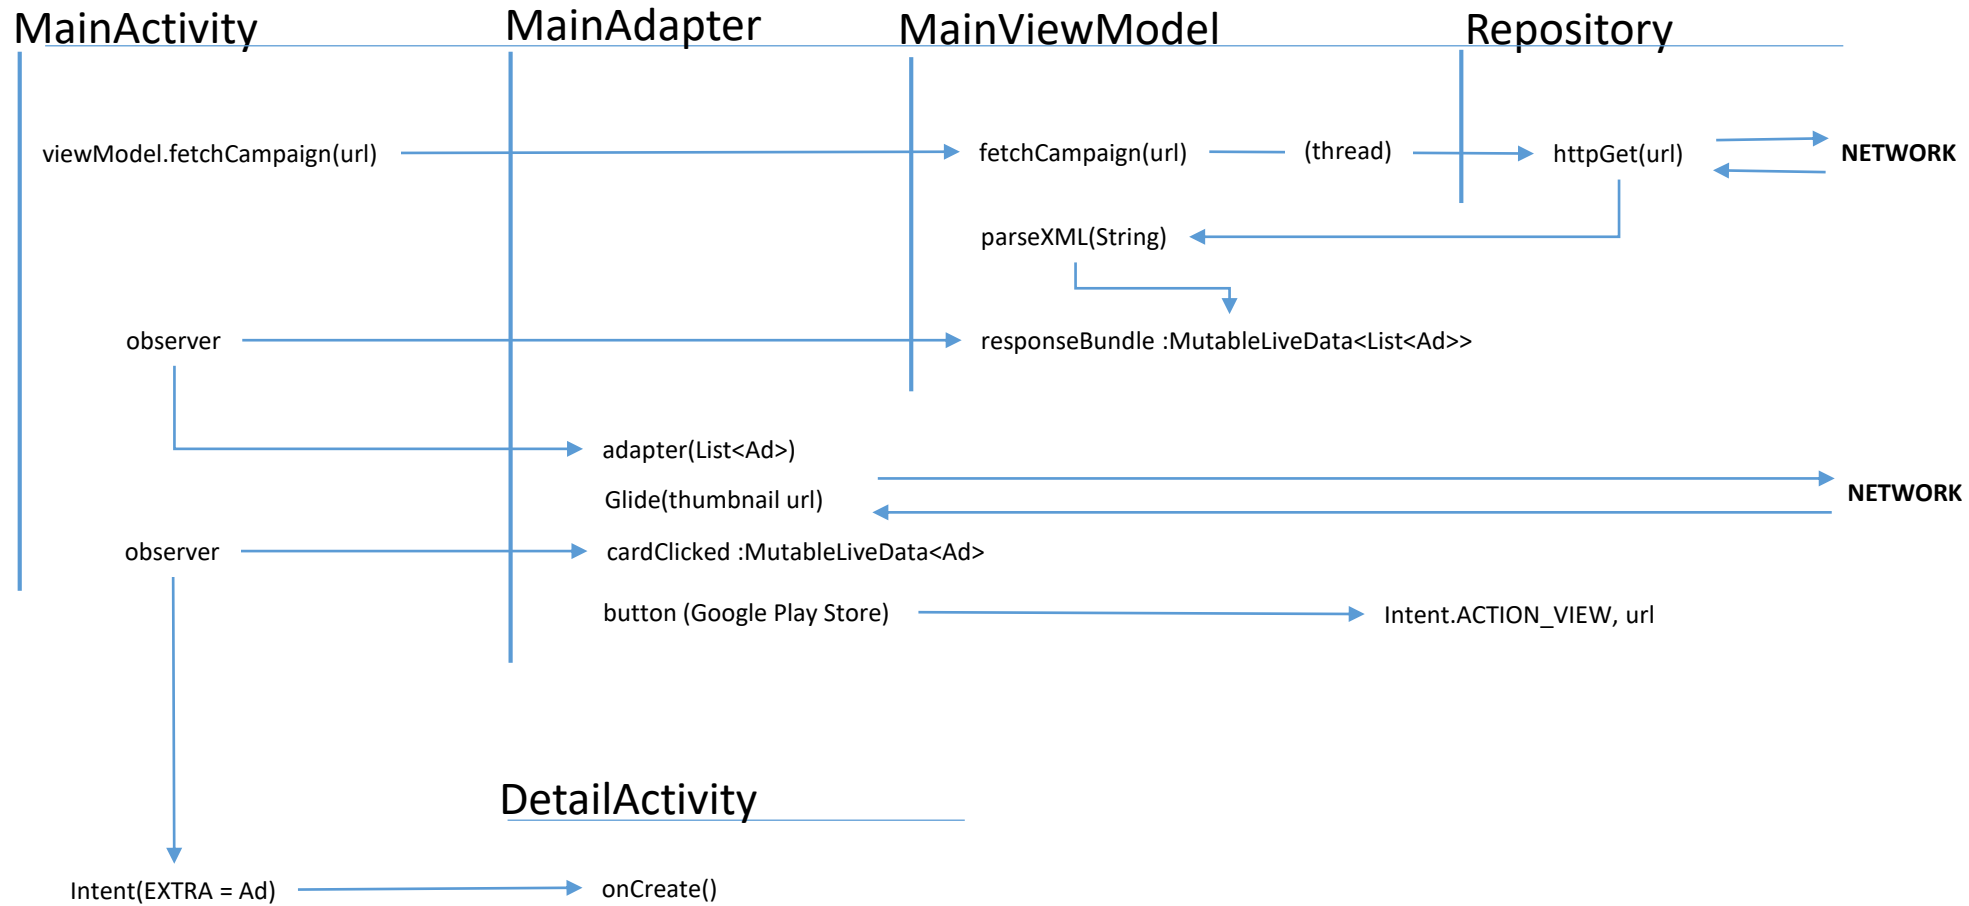 MainActivity
MainAdapter
MainViewModel
Repository
viewModel.fetchCampaign(url)
fetchCampaign(url)
(thread)
httpGet(url)
NETWORK
parseXML(String)
observer
responseBundle :MutableLiveData<List<Ad>>
adapter(List<Ad>)
Glide(thumbnail url)
NETWORK
observer
cardClicked :MutableLiveData<Ad>
button (Google Play Store)
Intent.ACTION_VIEW, url
DetailActivity
Intent(EXTRA = Ad)
onCreate()